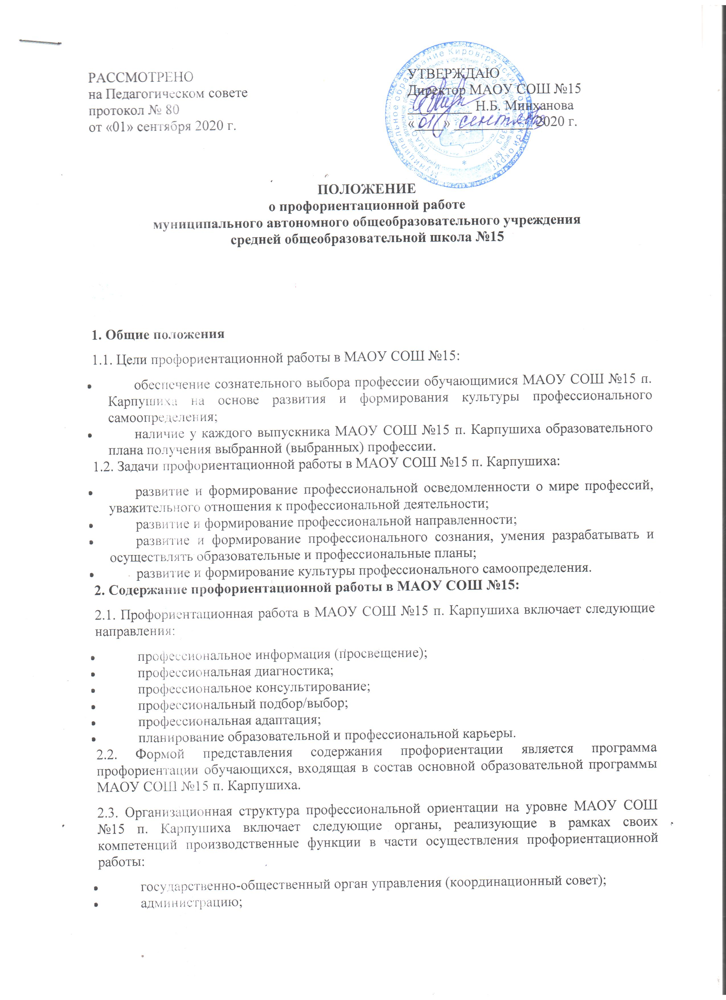 РАССМОТРЕНО
на Педагогическом совете
протокол № 80
от «01» сентября 2020 г.
УТВЕРЖДАЮ
Директор МАОУ СОШ №15
Н.Б. Минханова
«01» сентября 2020 г.
Муниципальное образование Кировградский городской округ
ПОЛОЖЕНИЕ
о профориентационной работе
муниципального автономного общеобразовательного учреждения
средней общеобразовательной школа №15
1. Общие положения
1.1. Цели профориентационной работы в МАОУ СОШ №15:
• обеспечение сознательного выбора профессии обучающимися МАОУ СОШ №15 п.
Карпушиха на основе развития и формирования культуры профессионального
самоопределения;
• наличие у каждого выпускника МАОУ СОШ №15 п. Карпушиха образовательного
плана получения выбранной (выбранных) профессии.
1.2. Задачи профориентационной работы в МАОУ СОШ №15 п. Карпушиха:
• развитие и формирование профессиональной осведомленности о мире профессий,
уважительного отношения к профессиональной деятельности;
• развитие и формирование профессиональной направленности;
• развитие и формирование профессионального сознания, умения разрабатывать и
осуществлять образовательные и профессиональные планы;
• развитие и формирование культуры профессионального самоопределения.
2. Содержание профориентационной работы в МАОУ СОШ №15:
2.1. Профориентационная работа в МАОУ СОШ №15 п. Карпушиха включает следующие
направления:
• профессиональное информация (просвещение);
• профессиональная диагностика;
• профессиональное консультирование;
• профессиональный подбор/выбор;
• профессиональная адаптация;
• планирование образовательной и профессиональной карьеры.
2.2. Формой представления содержания профориентации является программа
профориентации обучающихся, входящая в состав основной образовательной программы
МАОУ СОШ №15 п. Карпушиха.
2.3. Организационная структура профессиональной ориентации на уровне МАОУ СОШ
№15 п. Карпушиха включает следующие органы, реализующие в рамках своих
компетенций производственные функции в части осуществления профориентационной
работы:
• государственно-общественный орган управления (координационный совет);
• администрацию;